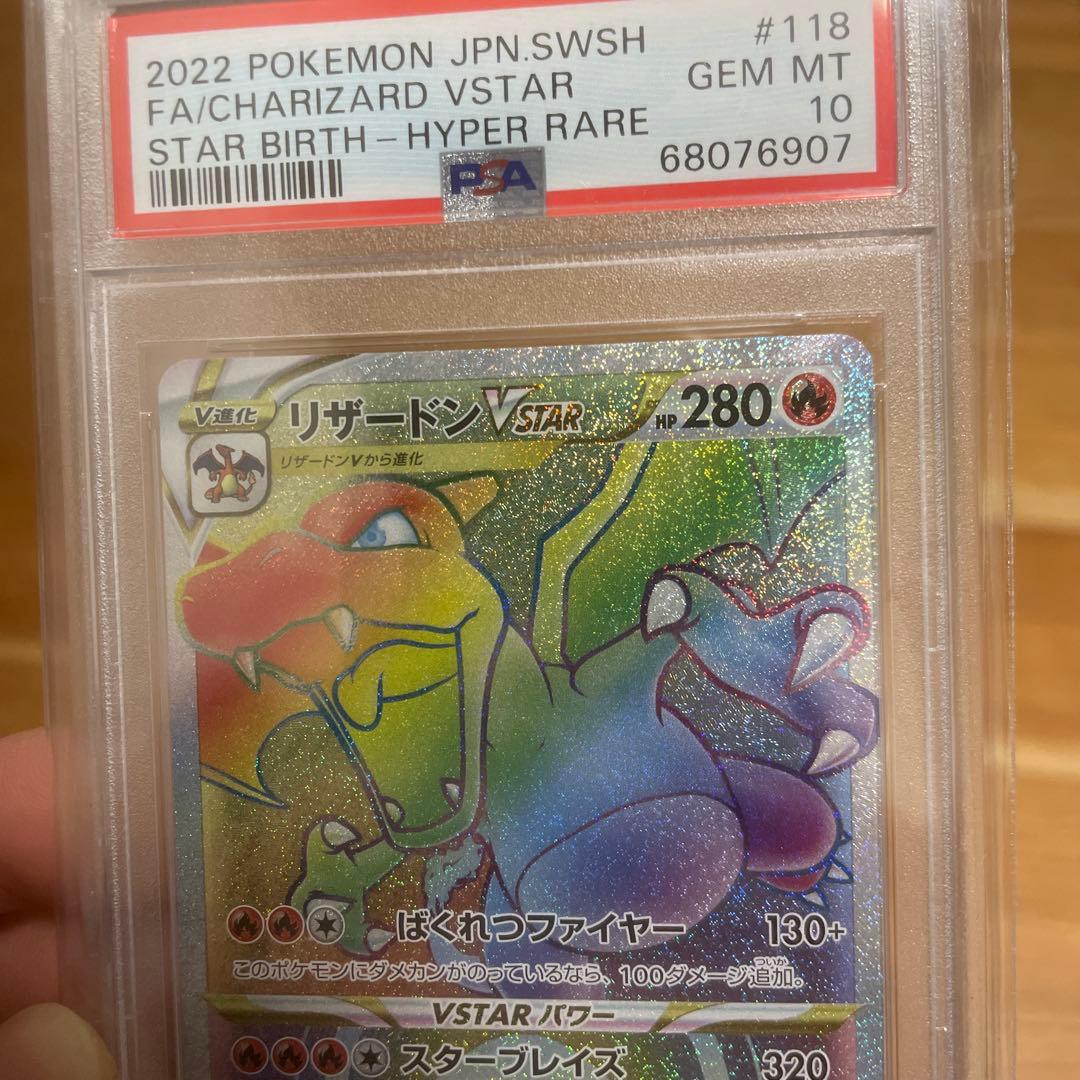 2022 POKEMON JPN.SWSH #118
FA/CHARIZARD VSTAR GEM MT
STAR BIRTH-HYPER RARE 10
68076907
PSA
V進化
リザードン VSTAR HP 280
リザードンVから進化
ばくれつファイヤー 130+
このポケモンにダメカンがのっているなら、100ダメージ追加。
VSTARパワー
スターブレイズ 320